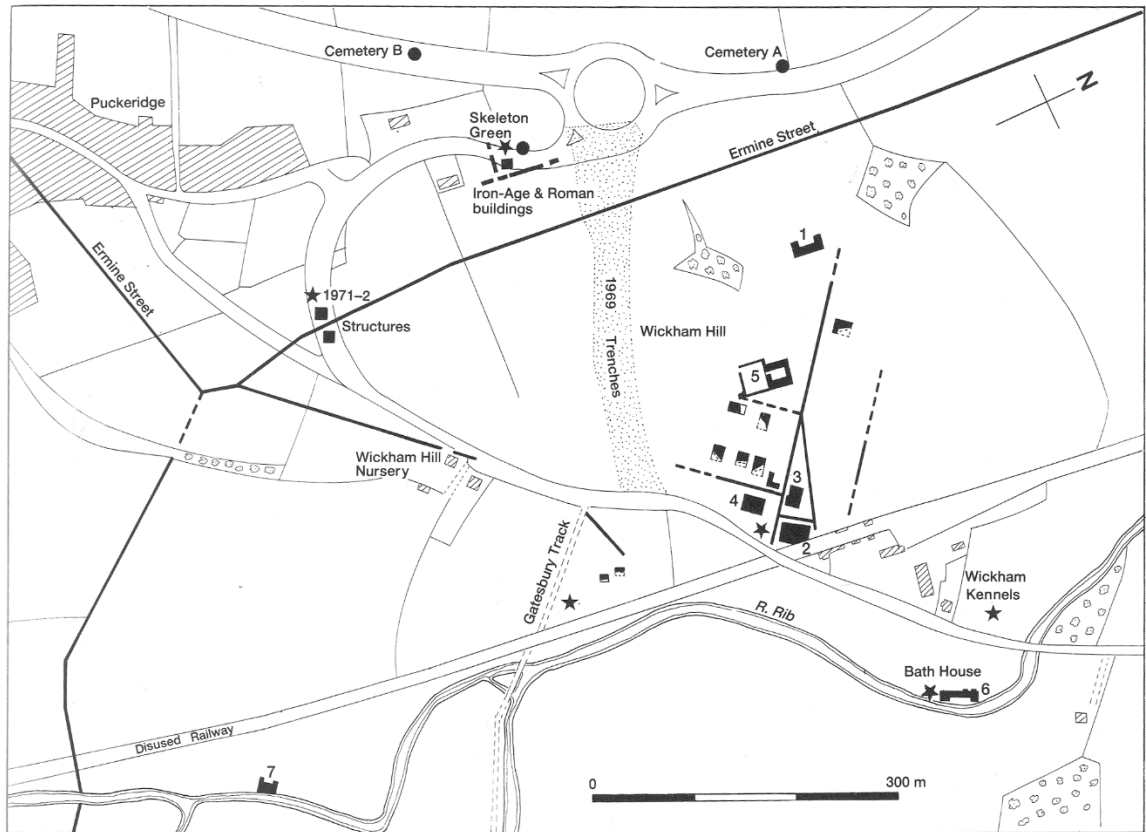 Cemetery B
Cemetery A
N
Puckeridge
Skeleton
Green
Ermine Street
Iron-Age & Roman
buildings
1
Ermine Street
1971–2
Structures
1969
Trenches
Wickham Hill
5
Wickham Hill
Nursery
3
4
2
Gatesbury Track
Wickham
Kennels
R. Rib
Bath House
6
Disused Railway
7
0
300 m